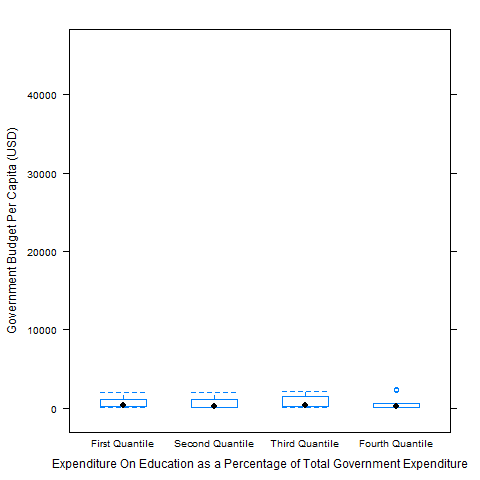 Government Budget Per Capita (USD)
40000
30000
20000
10000
0
First Quantile
Second Quantile
Third Quantile
Fourth Quantile
Expenditure On Education as a Percentage of Total Government Expenditure